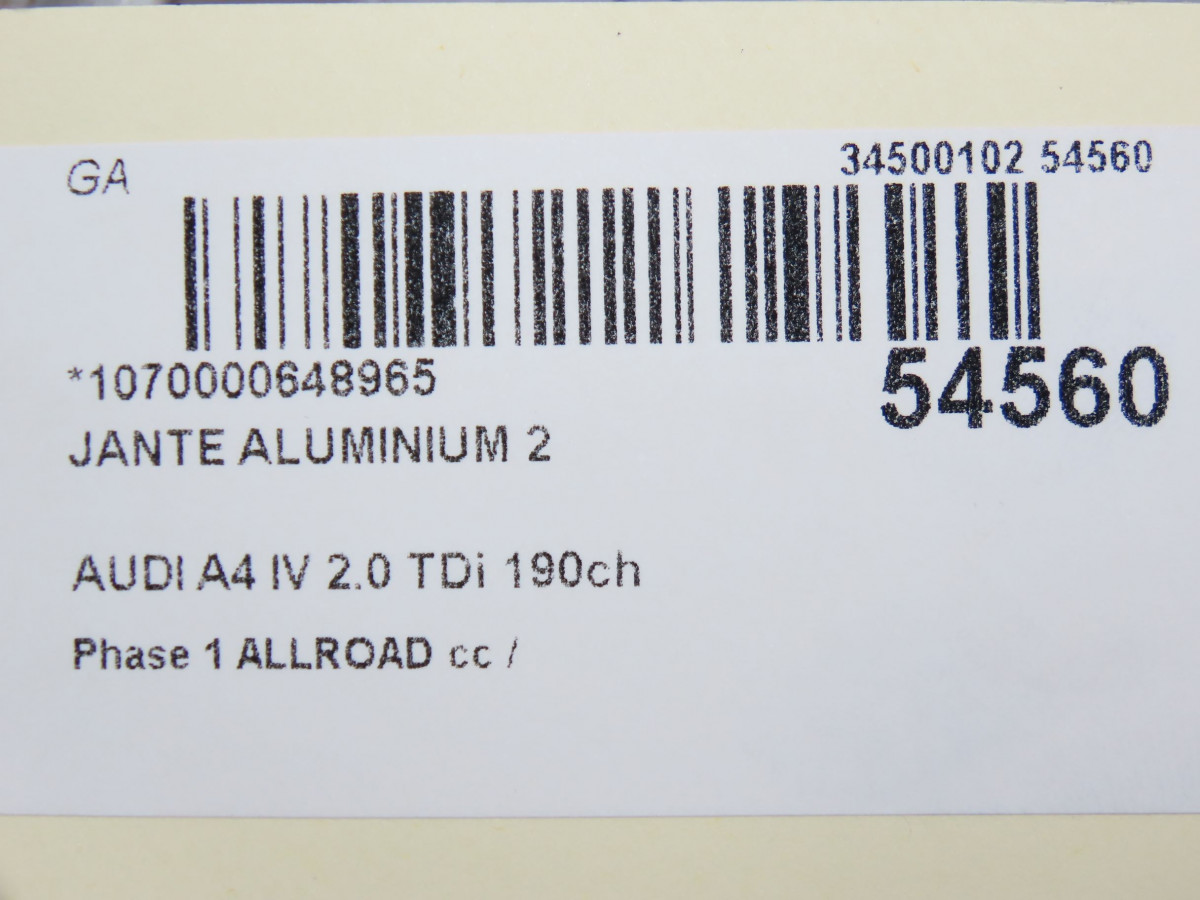 GA
34500102 54560
*1070000648965
54560
JANTE ALUMINIUM 2
AUDI A4 IV 2.0 TDi 190ch
Phase 1 ALLROAD cc /